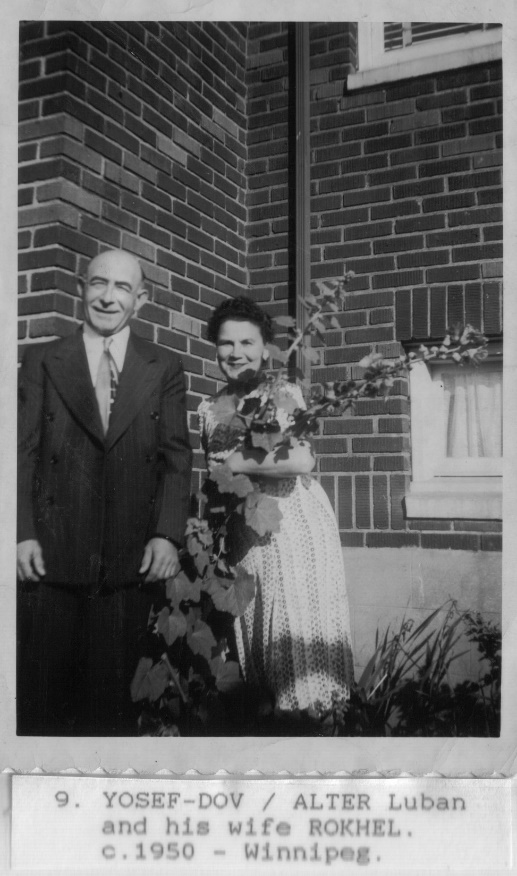 9. YOSEF-DOV / ALTER Luban
and his wife ROKHEL.
c.1950 - Winnipeg.